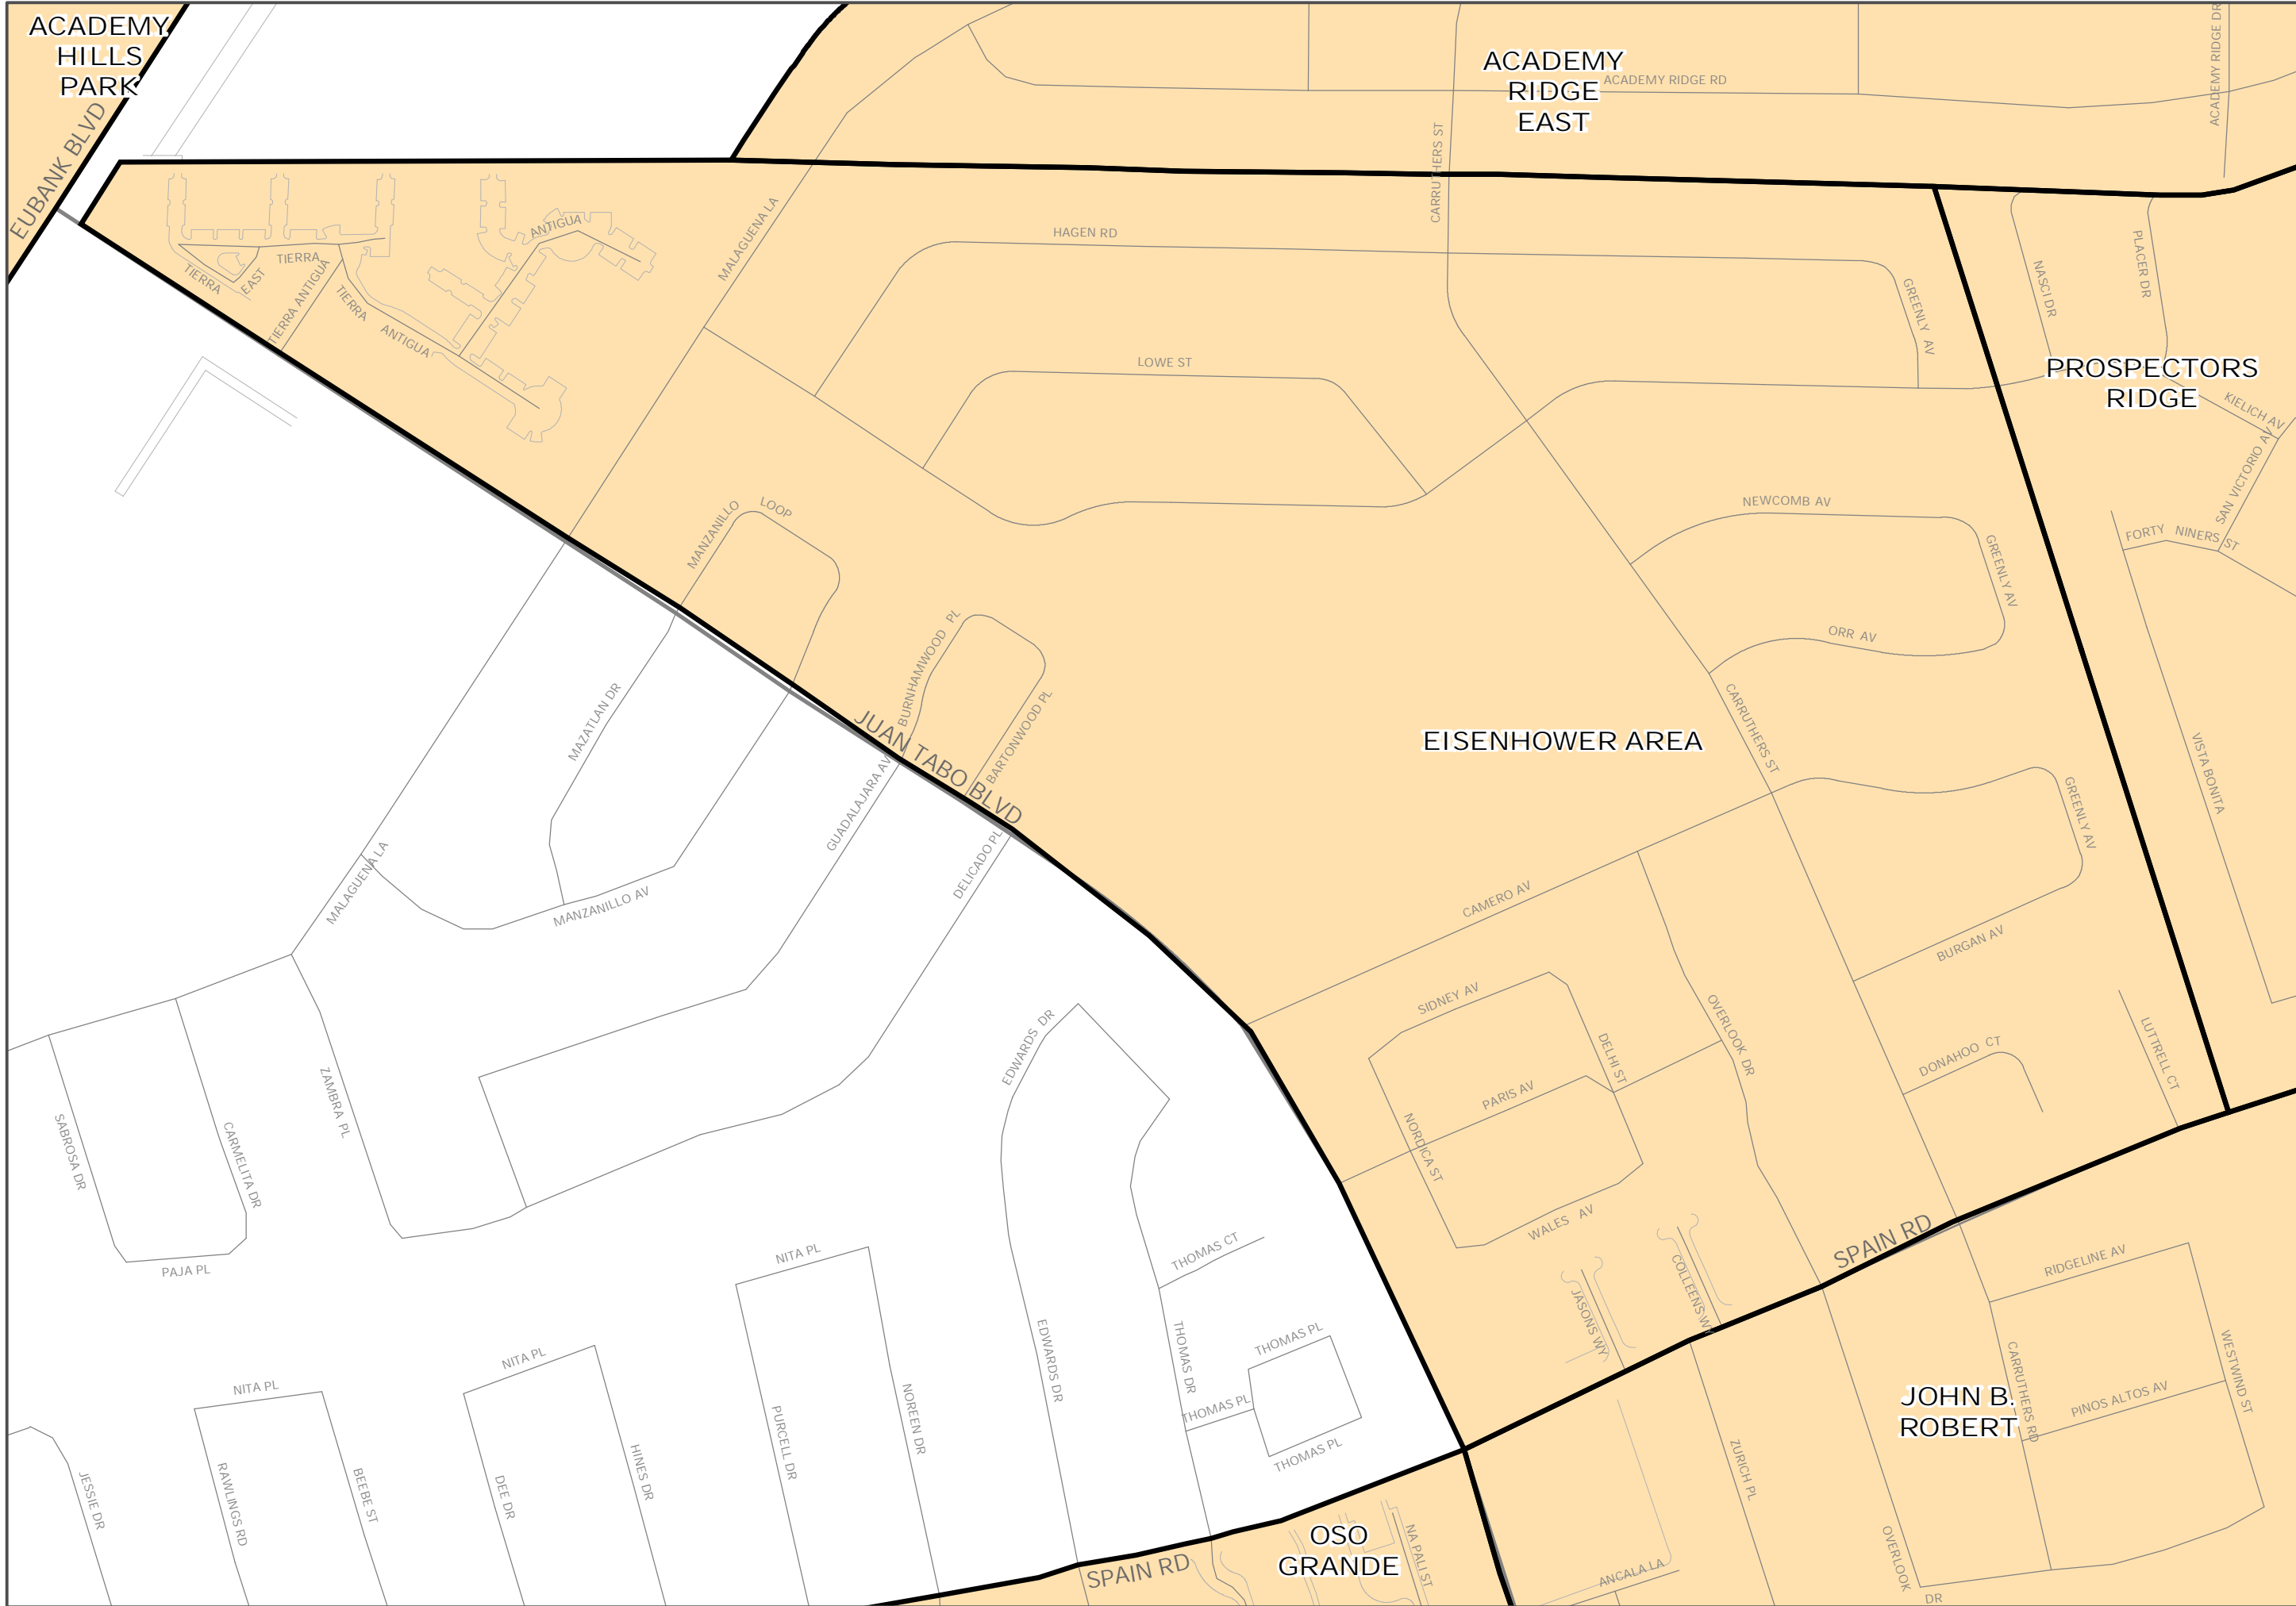 ACADEMY
HILLS
PARK
EUBANK BLVD
ACADEMY
RIDGE
EAST
ACADEMY RIDGE RD
ACADEMY RIDGE DR
CARRUTHERS ST
MALAGUENA LA
HAGEN RD
ANTIGUA
TIERRA
EAST
TIERRA
TIERRA ANTIGUA
TIERRA
ANTIGUA
LOWE ST
GREENLY AV
NASCI DR
PLACER DR
PROSPECTORS
RIDGE
KIELICH AV
SAN VICTORIO AV
FORTY NINERS ST
NEWCOMB AV
GREENLY AV
ORR AV
MANZANILLO LOOP
BURNHAMWOOD PL
BARTONWOOD PL
MAZATLAN DR
JUAN TABO BLVD
GUADALAJARA AV
DELICADO PL
EISENHOWER AREA
CARRUTHERS ST
VISTA BONITA
GREENLY AV
MALAGUENA LA
MANZANILLO AV
CAMERO AV
BURGAN AV
SIDNEY AV
DELHI ST
OVERLOOK DR
DONAHOO CT
LUTTRELL CT
PARIS AV
NORDICA ST
WALES AV
EDWARDS DR
SABROSA DR
CARMELITA DR
ZAMBRA PL
PAJA PL
THOMAS CT
NITA PL
JASONS WY
COLLEENS WY
SPAIN RD
RIDGELINE AV
CARRUTHERS RD
WESTWIND ST
PINOS ALTOS AV
JOHN B.
ROBERT
THOMAS PL
THOMAS DR
EDWARDS DR
THOMAS PL
THOMAS PL
NITA PL
NITA PL
JESSIE DR
RAWLINGS RD
BEEBE ST
DEE DR
HINES DR
PURCELL DR
NOREEN DR
ZURICH PL
OVERLOOK
DR
OSO
GRANDE
NA PALI ST
ANCALA LA
SPAIN RD